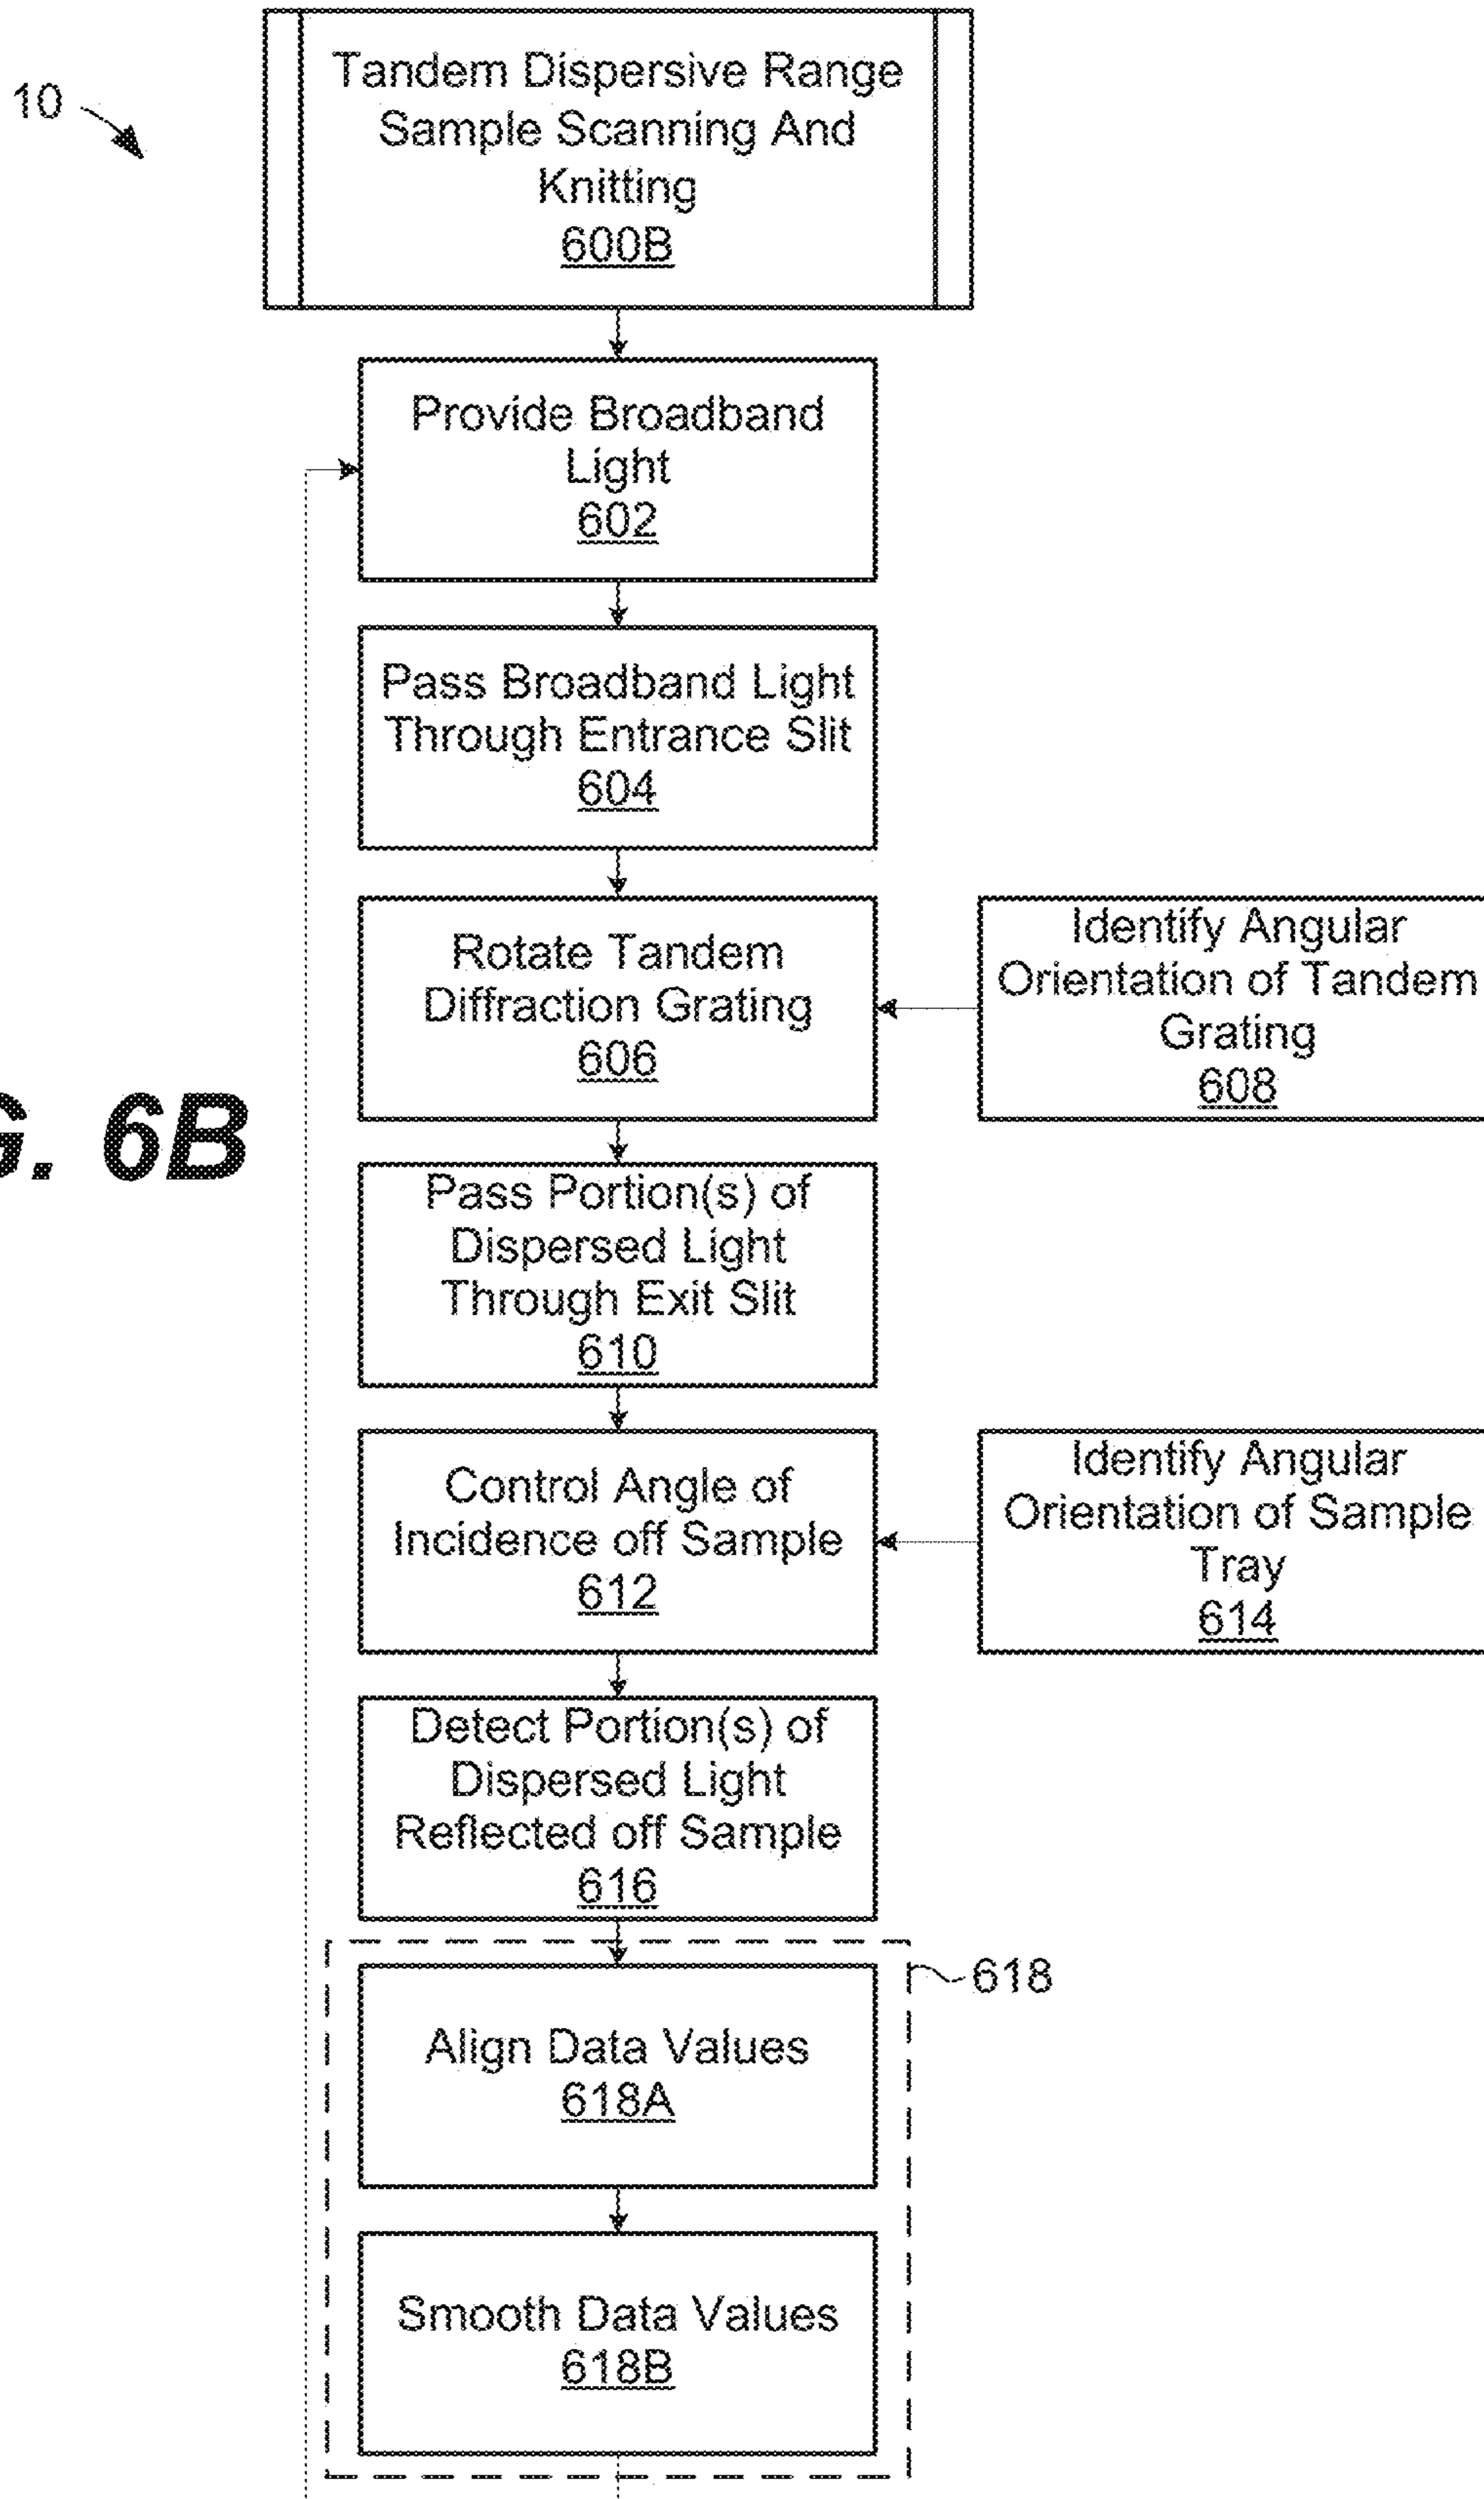 10
Tandem Dispersive Range
Sample Scanning And
Knitting
600B
Provide Broadband
Light
602
Pass Broadband Light
Through Entrance Slit
604
Rotate Tandem
Diffraction Grating
606
Identify Angular
Orientation of Tandem
Grating
608
G. 6B
Pass Portion(s) of
Dispersed Light
Through Exit Slit
610
Control Angle of
Incidence off Sample
612
Identify Angular
Orientation of Sample
Tray
614
Detect Portion(s) of
Dispersed Light
Reflected off Sample
616
618
Align Data Values
618A
Smooth Data Values
618B